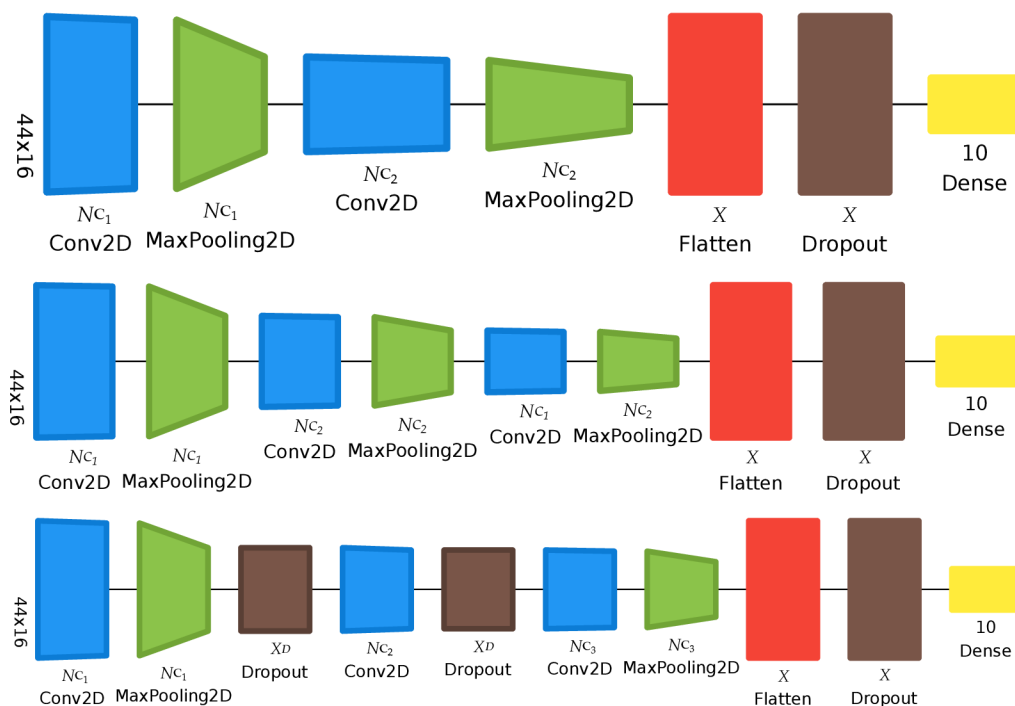 44x16
NC₁
Conv2D
NC₁
MaxPooling2D
NC₂
Conv2D
NC₂
MaxPooling2D
X
Flatten
X
Dropout
10
Dense
44x16
NC₁
Conv2D
NC₁
MaxPooling2D
NC₂
Conv2D
NC₂
MaxPooling2D
NC₁
Conv2D
NC₂
MaxPooling2D
X
Flatten
X
Dropout
10
Dense
44x16
NC₁
Conv2D
NC₁
MaxPooling2D
XD
Dropout
NC₂
Conv2D
XD
Dropout
NC₃
Conv2D
NC₃
MaxPooling2D
X
Flatten
X
Dropout
10
Dense